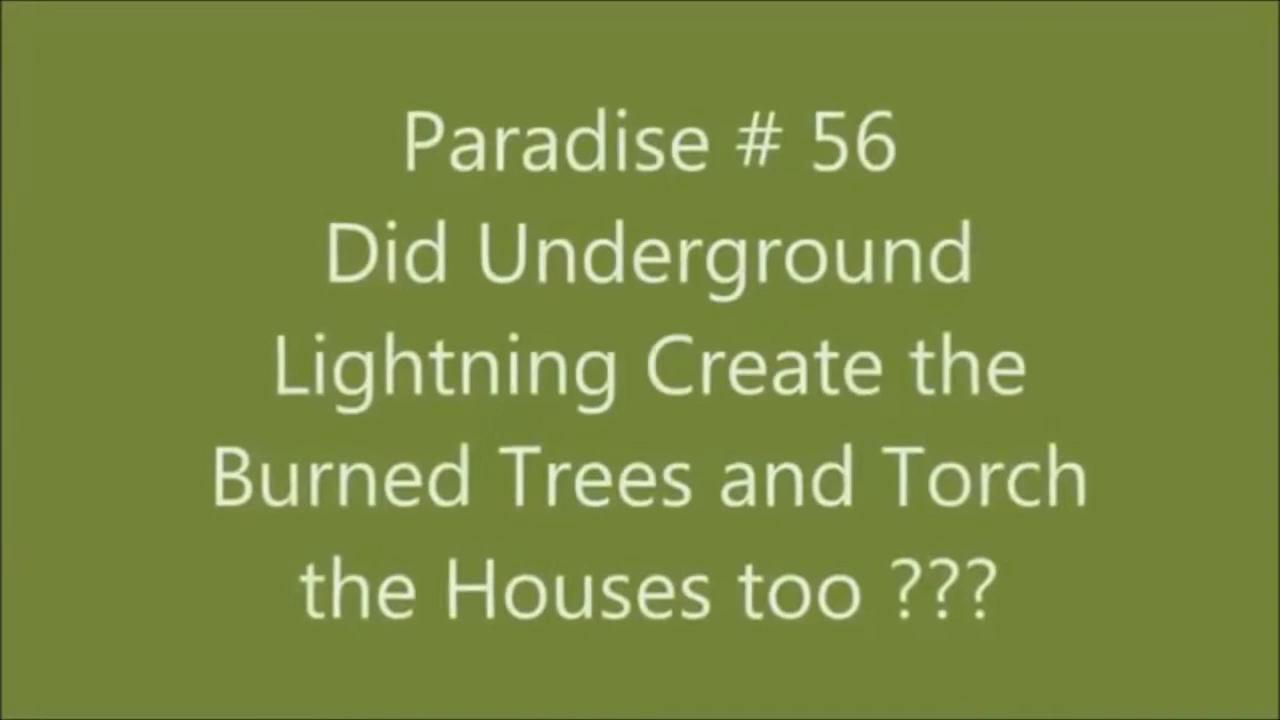 Paradise # 56
Did Underground
Lightning Create the
Burned Trees and Torch
the Houses too ???